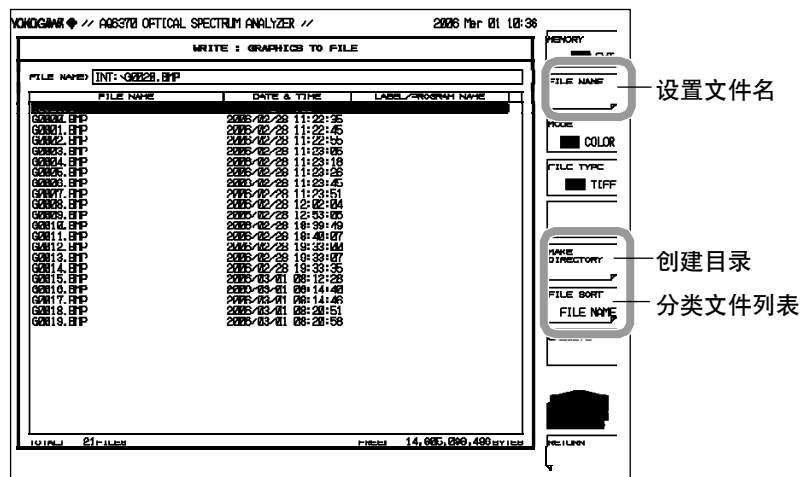 YOKOGAWA ◆ // AQ6370 OPTICAL SPECTRUM ANALYZER // 2006 Mar 01 10:36
WRITE : GRAPHICS TO FILE
FILE NAME: INT:\G0020.BMP
FILE NAME DATE & TIME LABEL/PROGRAM NAME
G0000.BMP 2006/02/28 11:22:35
G0001.BMP 2006/02/28 11:22:45
G0002.BMP 2006/02/28 11:22:55
G0003.BMP 2006/02/28 11:23:06
G0004.BMP 2006/02/28 11:23:18
G0005.BMP 2006/02/28 11:23:26
G0006.BMP 2006/02/28 11:23:45
G0007.BMP 2006/02/28 11:23:51
G0008.BMP 2006/02/28 12:02:04
G0009.BMP 2006/02/28 12:53:06
G0010.BMP 2006/02/28 18:39:49
G0011.BMP 2006/02/28 19:40:07
G0012.BMP 2006/02/28 19:33:00
G0013.BMP 2006/02/28 19:33:07
G0014.BMP 2006/02/28 19:33:35
G0015.BMP 2006/03/01 08:12:28
G0016.BMP 2006/03/01 08:14:40
G0017.BMP 2006/03/01 08:14:46
G0018.BMP 2006/03/01 08:20:51
G0019.BMP 2006/03/01 08:20:58
TOTAL 21FILES FREE 14,005,098,498BYTES
MEMORY
FILE NAME
MODE
COLOR
FILE TYPE
TIFF
MAKE
DIRECTORY
FILE SORT
FILE NAME
RETURN
设置文件名
创建目录
分类文件列表